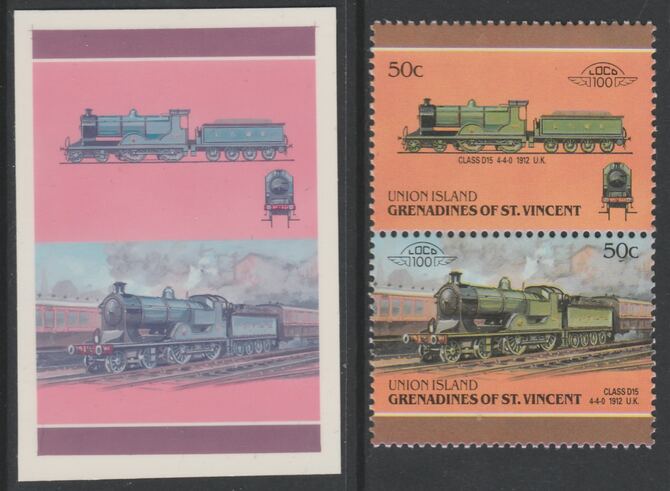 50c
LOCO
100
CLASS D15 4-4-0 1912 U.K.
UNION ISLAND
GRENADINES OF ST. VINCENT
LOCO
100
50c
UNION ISLAND
CLASS D15
GRENADINES OF ST. VINCENT
4-4-0 1912 U.K.